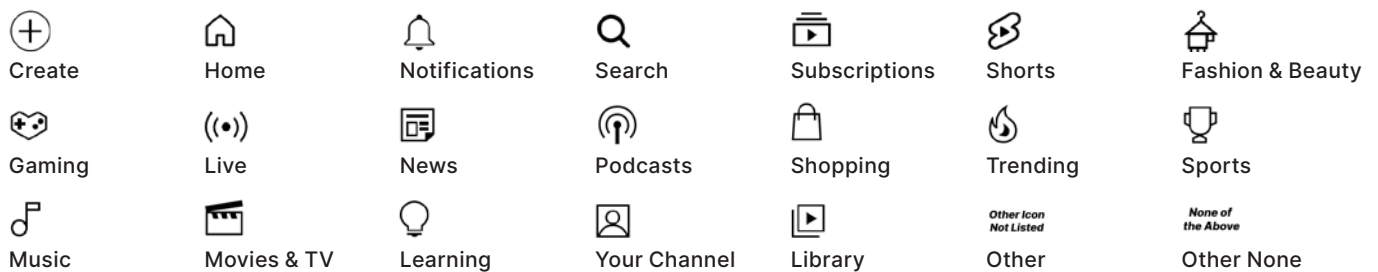 Create
Home
Notifications
Search
Subscriptions
Shorts
Fashion & Beauty
Gaming
Live
News
Podcasts
Shopping
Trending
Sports
Other Icon
Not Listed
None of
the Above
Music
Movies & TV
Learning
Your Channel
Library
Other
Other None